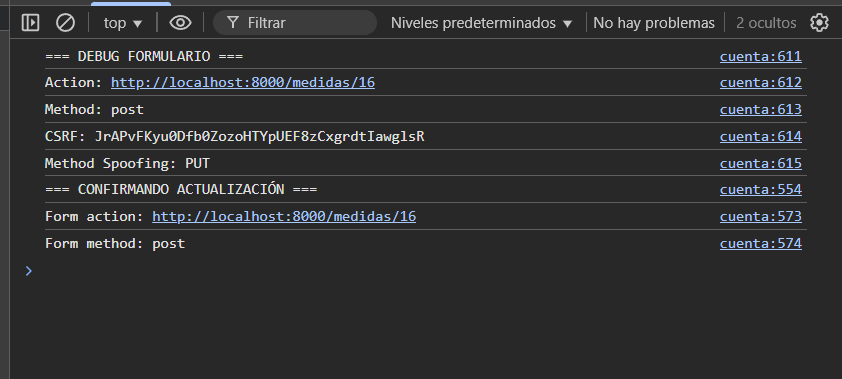 top ▼ Filtrar Niveles predeterminados ▼ No hay problemas 2 ocultos
=== DEBUG FORMULARIO === cuenta:611
Action: http://localhost:8000/medidas/16 cuenta:612
Method: post cuenta:613
CSRF: JrAPvFKyu0Dfb0ZozoHTYpUEF8zCxgrdtIawglsR cuenta:614
Method Spoofing: PUT cuenta:615
=== CONFIRMANDO ACTUALIZACIÓN === cuenta:554
Form action: http://localhost:8000/medidas/16 cuenta:573
Form method: post cuenta:574
>